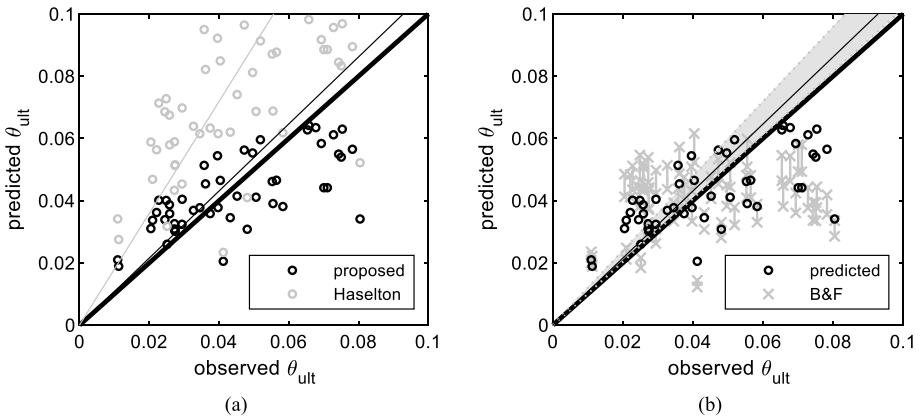 0.1
0.08
0.06
0.04
0.02
0
0 0.02 0.04 0.06 0.08 0.1
predicted θult
observed θult
proposed
Haselton
(a)
0.1
0.08
0.06
0.04
0.02
0
0 0.02 0.04 0.06 0.08 0.1
predicted θult
observed θult
predicted
B&F
(b)